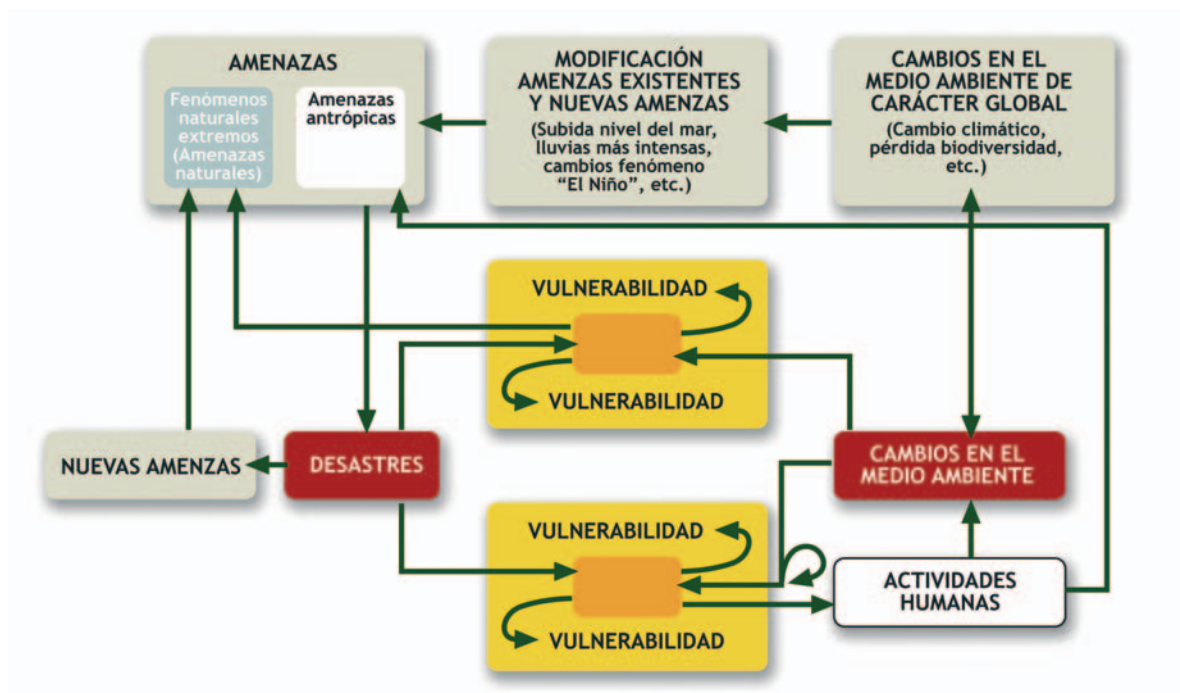 AMENAZAS
Fenómenos
naturales
extremos
(Amenazas
naturales)
Amenazas
antrópicas
MODIFICACIÓN
AMENZAS EXISTENTES
Y NUEVAS AMENZAS
(Subida nivel del mar,
lluvias más intensas,
cambios fenómeno
“El Niño”, etc.)
CAMBIOS EN EL
MEDIO AMBIENTE DE
CARÁCTER GLOBAL
(Cambio climático,
pérdida biodiversidad,
etc.)
VULNERABILIDAD
VULNERABILIDAD
NUEVAS AMENZAS
DESASTRES
CAMBIOS EN EL
MEDIO AMBIENTE
VULNERABILIDAD
VULNERABILIDAD
ACTIVIDADES
HUMANAS